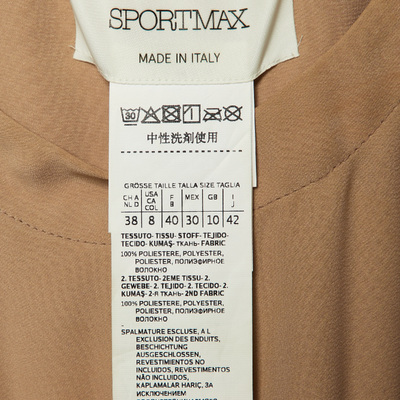 SPORTMAX
MADE IN ITALY
30
中性洗剤使用
GRÖSSE TAILLE TALLA SIZE TAGLIA
CH A N D USA CA COL F B MEX GB I J
38 8 40 30 10 42
TESSUTO- TISSU- STOFF- TEJIDO-
TECIDO- KUMAŞ- ТКАНЬ- FABRIC
100% POLIESTERE, POLYESTER,
POLIESTER, ПОЛИЭФИРНОЕ
ВОЛОКНО
2. TESSUTO- 2EME TISSU- 2.
GEWEBE- 2. TEJIDO- 2. TECIDO- 2.
KUMAŞ- 2-Я ТКАНЬ- 2ND FABRIC
100% POLIESTERE, POLYESTER,
POLIESTER, ПОЛИЭФИРНОЕ
ВОЛОКНО
SPALMATURE ESCLUSE, A L
EXCLUSION DES ENDUITS,
BESCHICHTUNG
AUSGESCHLOSSEN,
REVESTIMIENTOS NO
INCLUIDOS, REVESTIMENTOS
NÃO INCLUÍDOS,
KAPLAMALAR HARIÇ, ЗА
ИСКЛЮЧЕНИЕМ